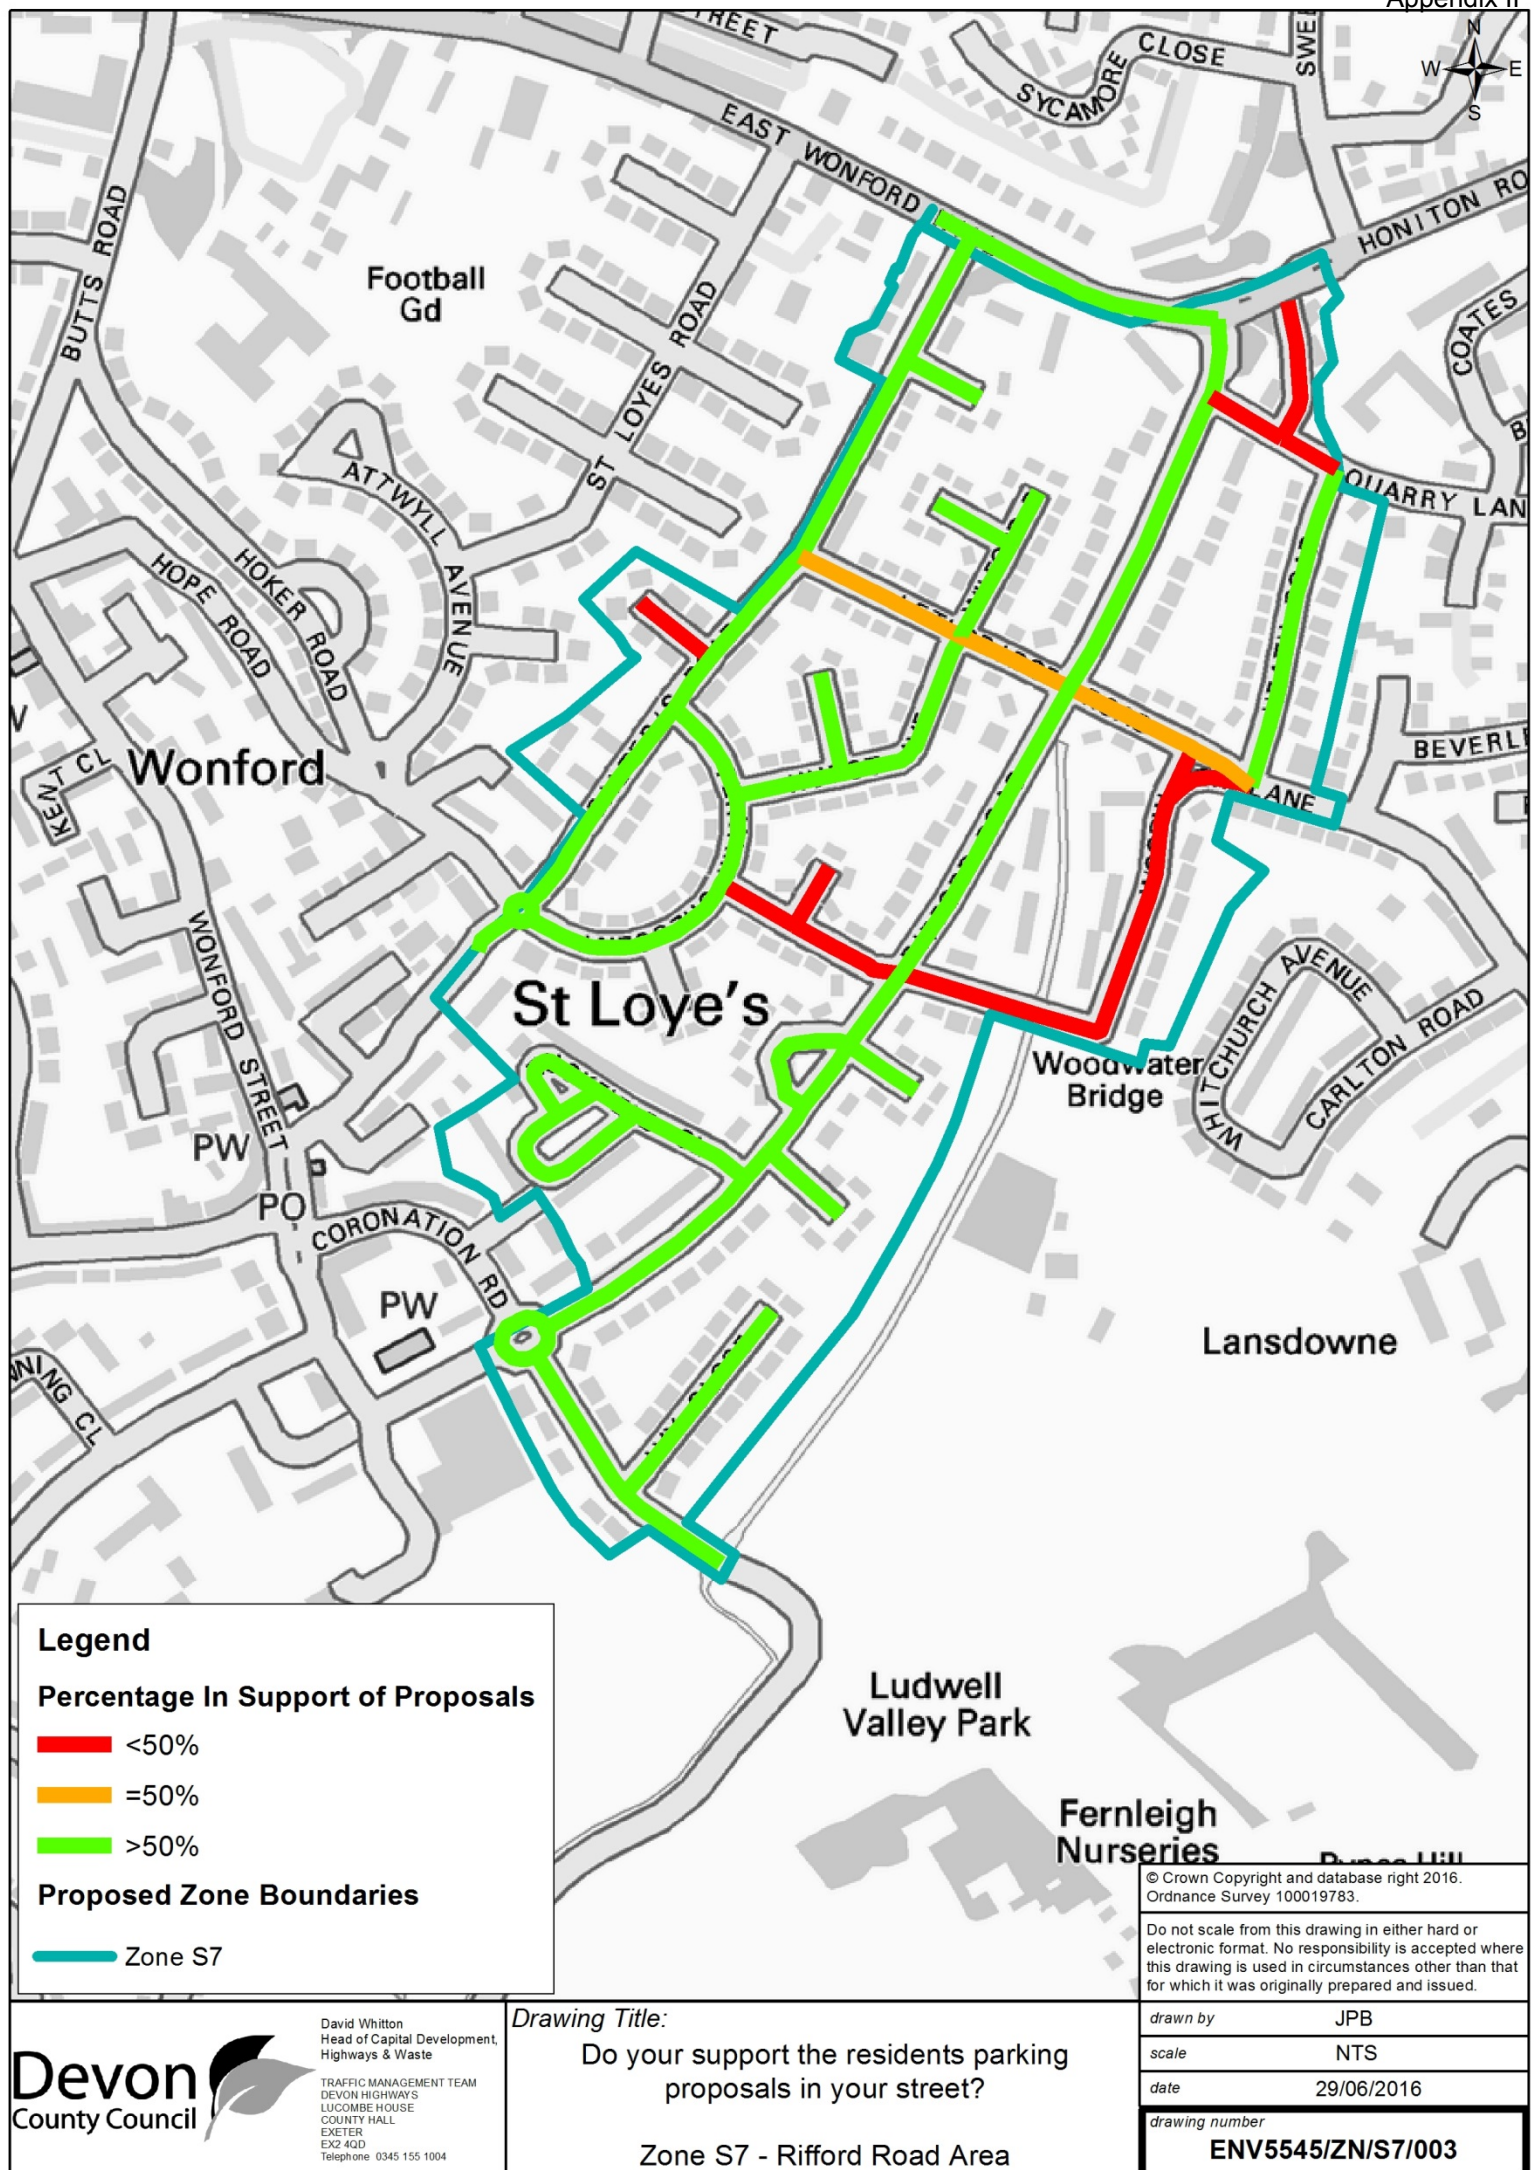 Appendix II
N
W E
S
TREET
CLOSE
SYCAMORE
EAST WONFORD
HONITON RO
BUTTS ROAD
Football
Gd
ST LOYES ROAD
COATES
ATTWYLL AVENUE
QUARRY LAN
HOPE ROAD
HOKER ROAD
Wonford
KENT CL
BEVERL
LANE
WONFORD STREET
St Loye's
WHITCHURCH AVENUE
CARLTON ROAD
Woodwater
Bridge
PW
PO
CORONATION RD
PW
Lansdowne
NING CL
Ludwell
Valley Park
Fernleigh
Nurseries
Legend
Percentage In Support of Proposals
<50%
=50%
>50%
Proposed Zone Boundaries
Zone S7
© Crown Copyright and database right 2016.
Ordnance Survey 100019783.
Do not scale from this drawing in either hard or
electronic format. No responsibility is accepted where
this drawing is used in circumstances other than that
for which it was originally prepared and issued.
Devon
County Council
David Whitton
Head of Capital Development,
Highways & Waste
TRAFFIC MANAGEMENT TEAM
DEVON HIGHWAYS
LUCOMBE HOUSE
COUNTY HALL
EXETER
EX2 4QD
Telephone 0345 155 1004
Drawing Title:
Do your support the residents parking
proposals in your street?
Zone S7 - Rifford Road Area
drawn by JPB
scale NTS
date 29/06/2016
drawing number
ENV5545/ZN/S7/003